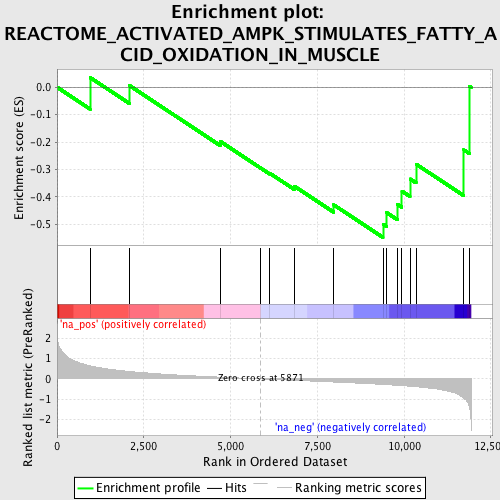 Enrichment plot:
REACTOME_ACTIVATED_AMPK_STIMULATES_FATTY_A
CID_OXIDATION_IN_MUSCLE
Enrichment score (ES)
0.0
-0.1
-0.2
-0.3
-0.4
-0.5
'na_pos' (positively correlated)
Ranked list metric (PreRanked)
2
1
0
-1
-2
Zero cross at 5871
'na_neg' (negatively correlated)
0
2,500
5,000
7,500
10,000
12,500
Rank in Ordered Dataset
Enrichment profile
Hits
Ranking metric scores